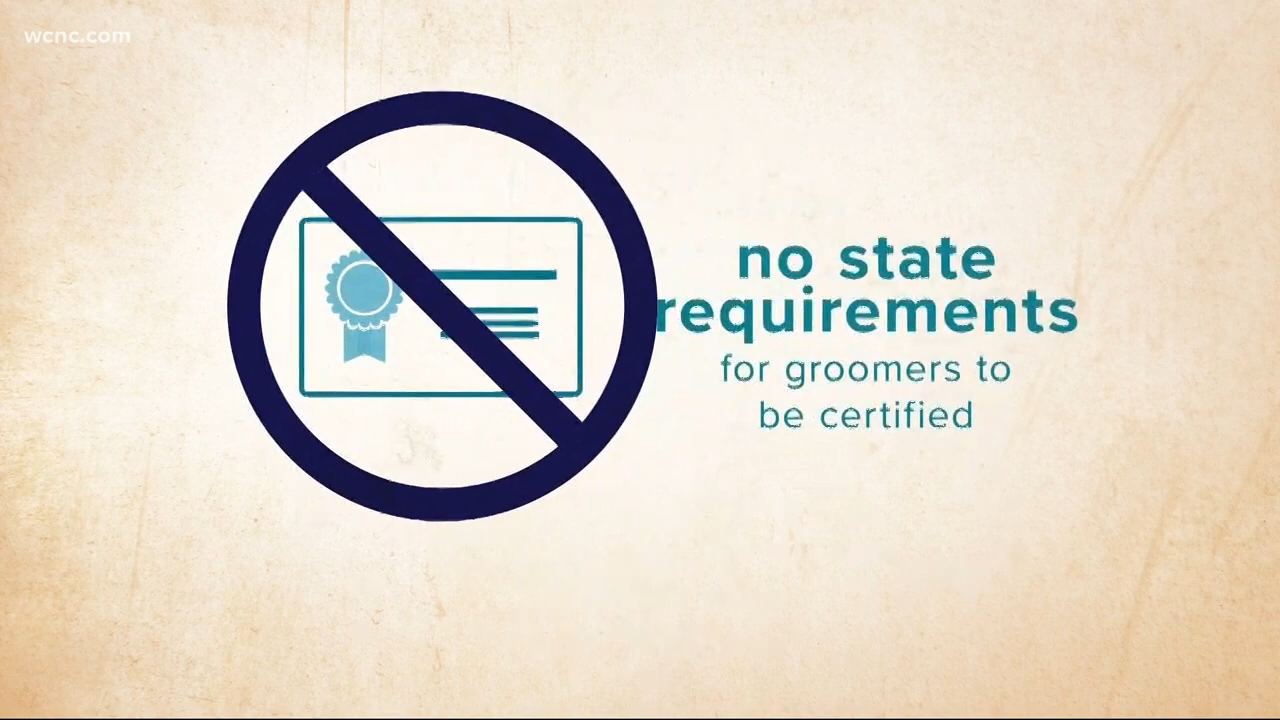 wcnc.com
no state
requirements
for groomers to
be certified